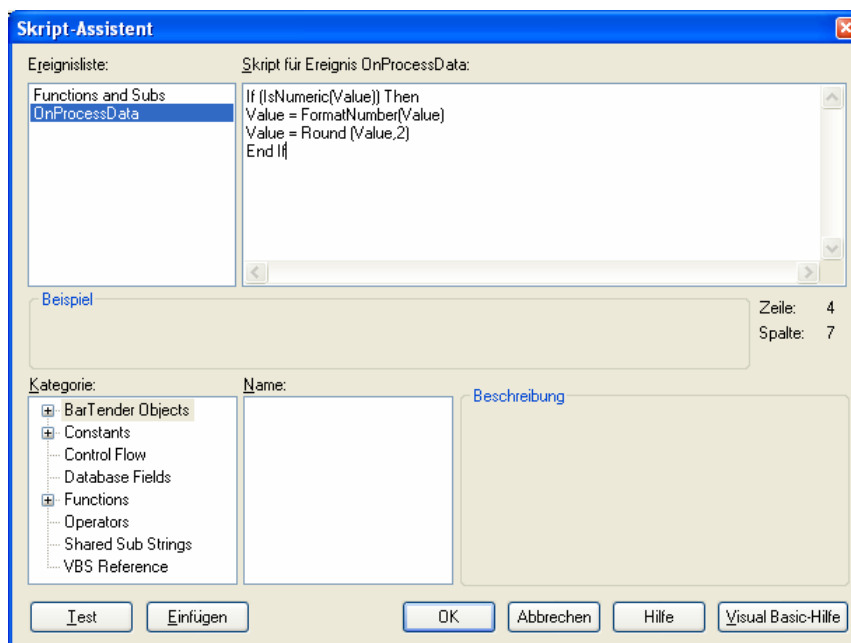 Skript-Assistent
Ereignisliste:
Skript für Ereignis OnProcessData:
Functions and Subs
OnProcessData
If (IsNumeric(Value)) Then
Value = FormatNumber(Value)
Value = Round (Value,2)
End If
Beispiel
Zeile: 4
Spalte: 7
Kategorie:
Name:
Beschreibung
BarTender Objects
Constants
Control Flow
Database Fields
Functions
Operators
Shared Sub Strings
VBS Reference
Test
Einfügen
OK
Abbrechen
Hilfe
Visual Basic-Hilfe